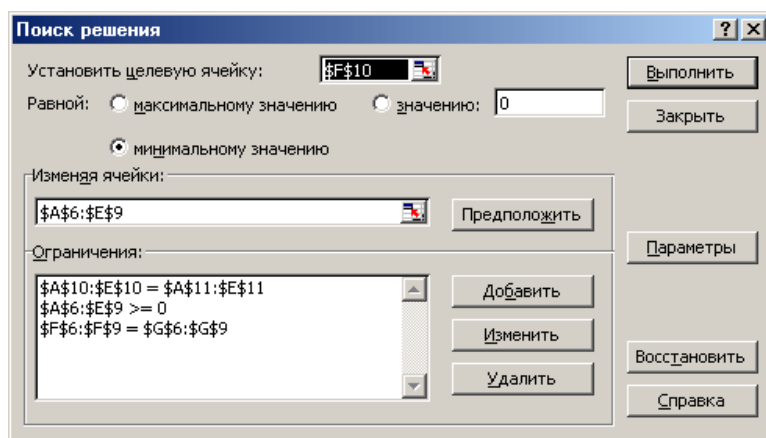 Поиск решения
Установить целевую ячейку: $F$10 Выполнить
Равной: максимальному значению значению: 0 Закрыть
минимальному значению
Изменяя ячейки:
$A$6:$E$9 Предположить
Параметры
Ограничения:
$A$10:$E$10 = $A$11:$E$11 Добавить
$A$6:$E$9 >= 0
$F$6:$F$9 = $G$6:$G$9 Изменить
Восстановить
Удалить
Справка